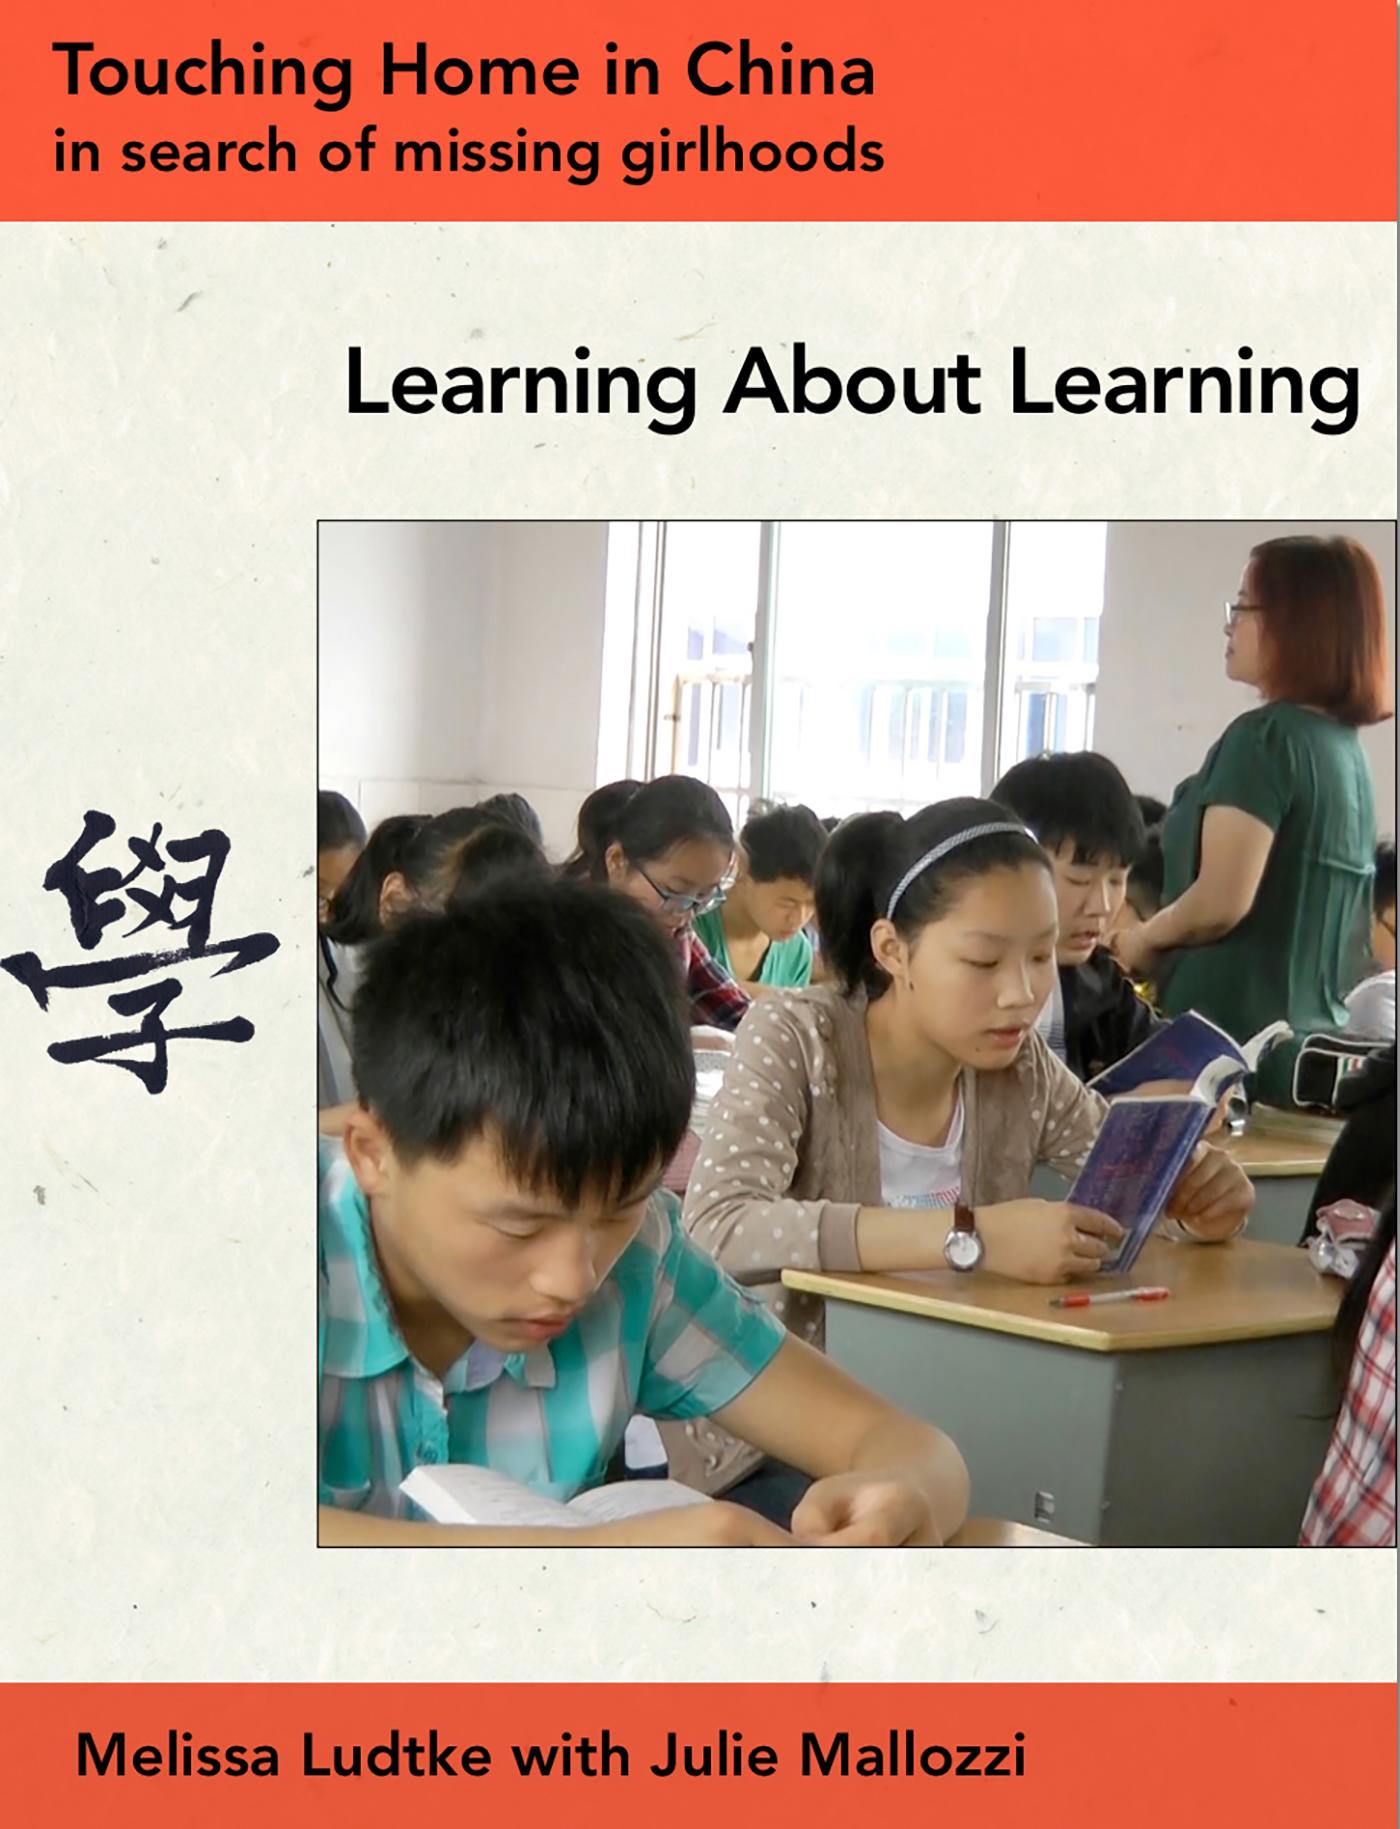 Touching Home in China
in search of missing girlhoods
Learning About Learning
學
Melissa Ludtke with Julie Mallozzi